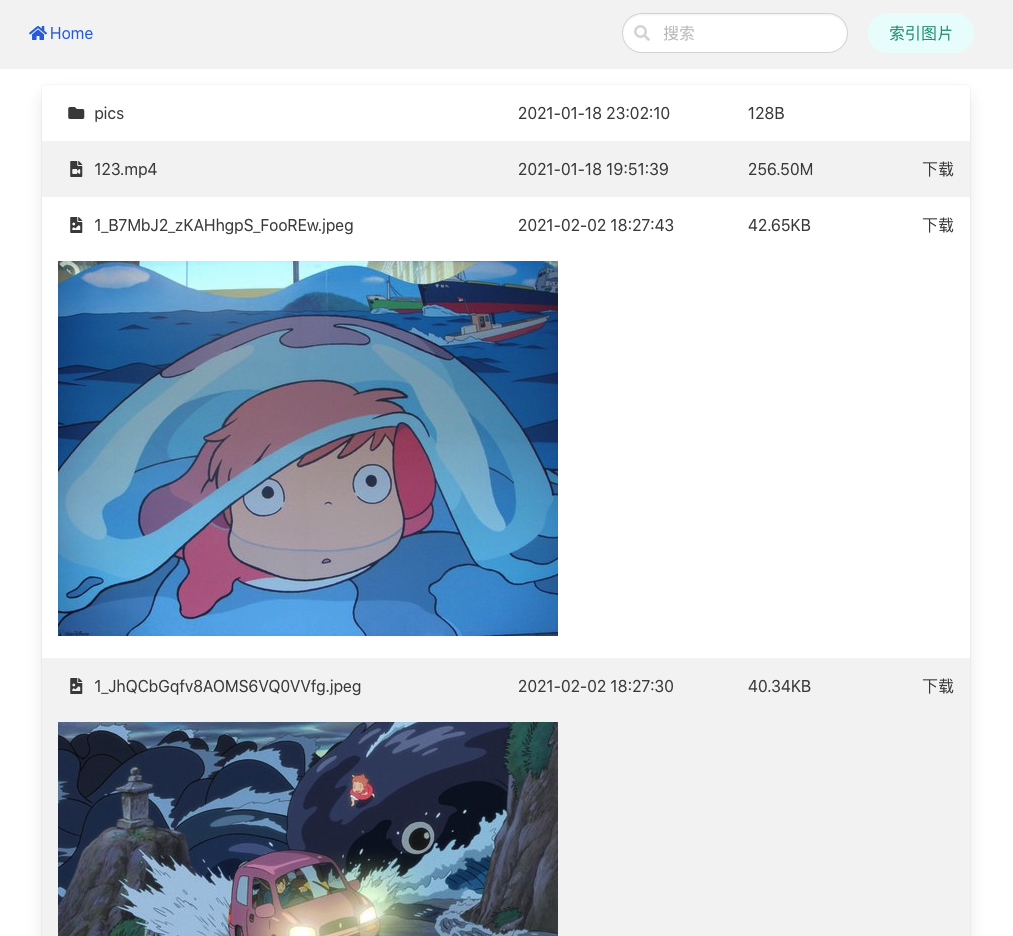 Home 搜索 索引图片
pics 2021-01-18 23:02:10 128B
123.mp4 2021-01-18 19:51:39 256.50M 下载
1_B7MbJ2_zKAHhgpS_FooREw.jpeg 2021-02-02 18:27:43 42.65KB 下载
1_JhQCbGqfv8AOMS6VQ0VVfg.jpeg 2021-02-02 18:27:30 40.34KB 下载